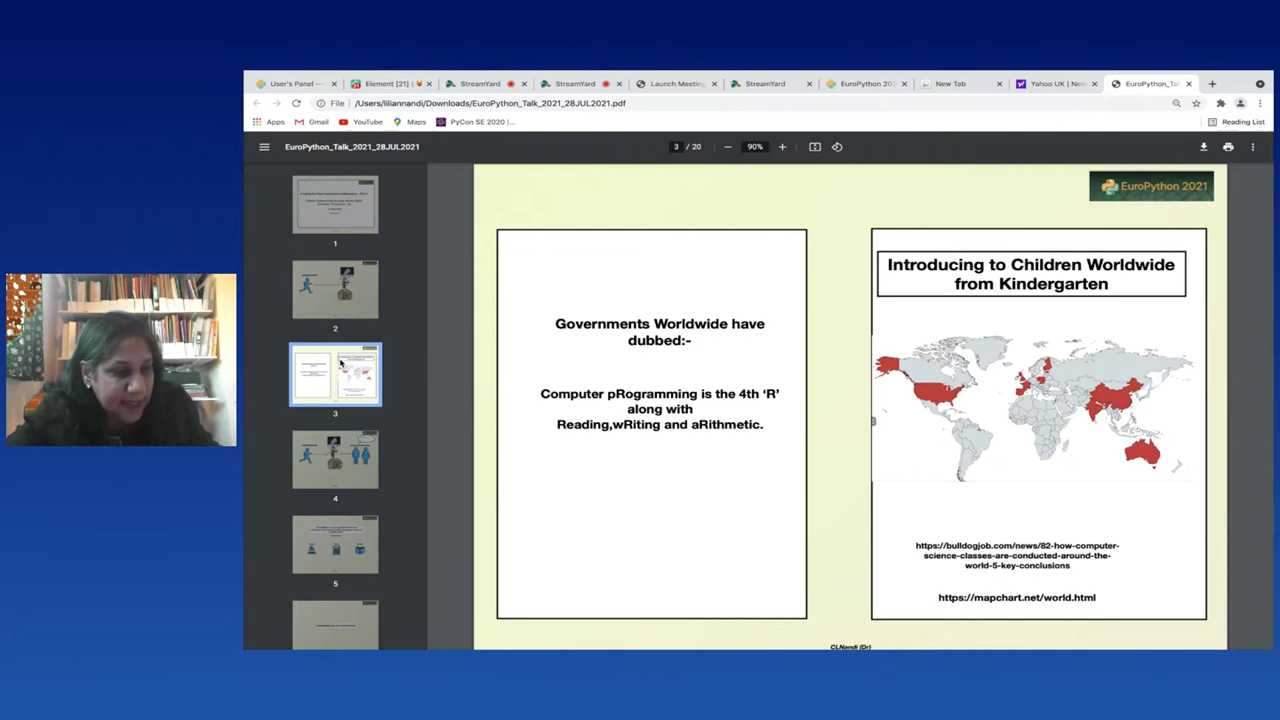 User's Panel —
Element [21] |
StreamYard
StreamYard
Launch Meeting
StreamYard
EuroPython 202
New Tab
Yahoo UK | Nev
EuroPython_Ta
File
/Users/liliannandi/Downloads/EuroPython_Talk_2021_28JUL2021.pdf
Apps
Gmail
YouTube
Maps
PyCon SE 2020 |...
Reading List
EuroPython_Talk_2021_28JUL2021
3 / 20
90%
1
2
3
4
5
EuroPython 2021
Governments Worldwide have
dubbed:-
Computer pRogramming is the 4th ‘R’
along with
Reading,wRiting and aRithmetic.
Introducing to Children Worldwide
from Kindergarten
https://bulldogjob.com/news/82-how-computer-
science-classes-are-conducted-around-the-
world-5-key-conclusions
https://mapchart.net/world.html
CLNandi (Dr)